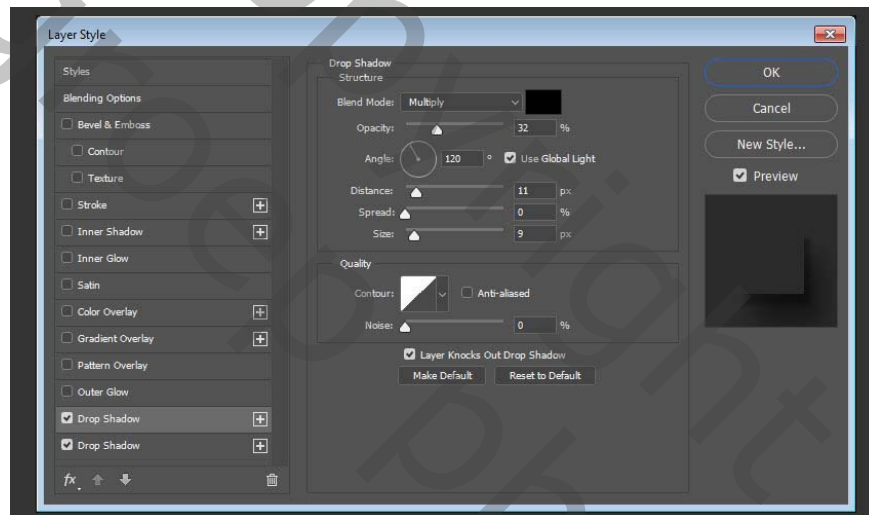 Layer Style
Styles
Blending Options
Bevel & Emboss
Contour
Texture
Stroke
Inner Shadow
Inner Glow
Satin
Color Overlay
Gradient Overlay
Pattern Overlay
Outer Glow
Drop Shadow
Drop Shadow
fx
Drop Shadow
Structure
Blend Mode: Multiply
Opacity: 32 %
Angle: 120 ° Use Global Light
Distance: 11 px
Spread: 0 %
Size: 9 px
Quality
Contour: Anti-aliased
Noise: 0 %
Layer Knocks Out Drop Shadow
Make Default Reset to Default
OK
Cancel
New Style...
Preview